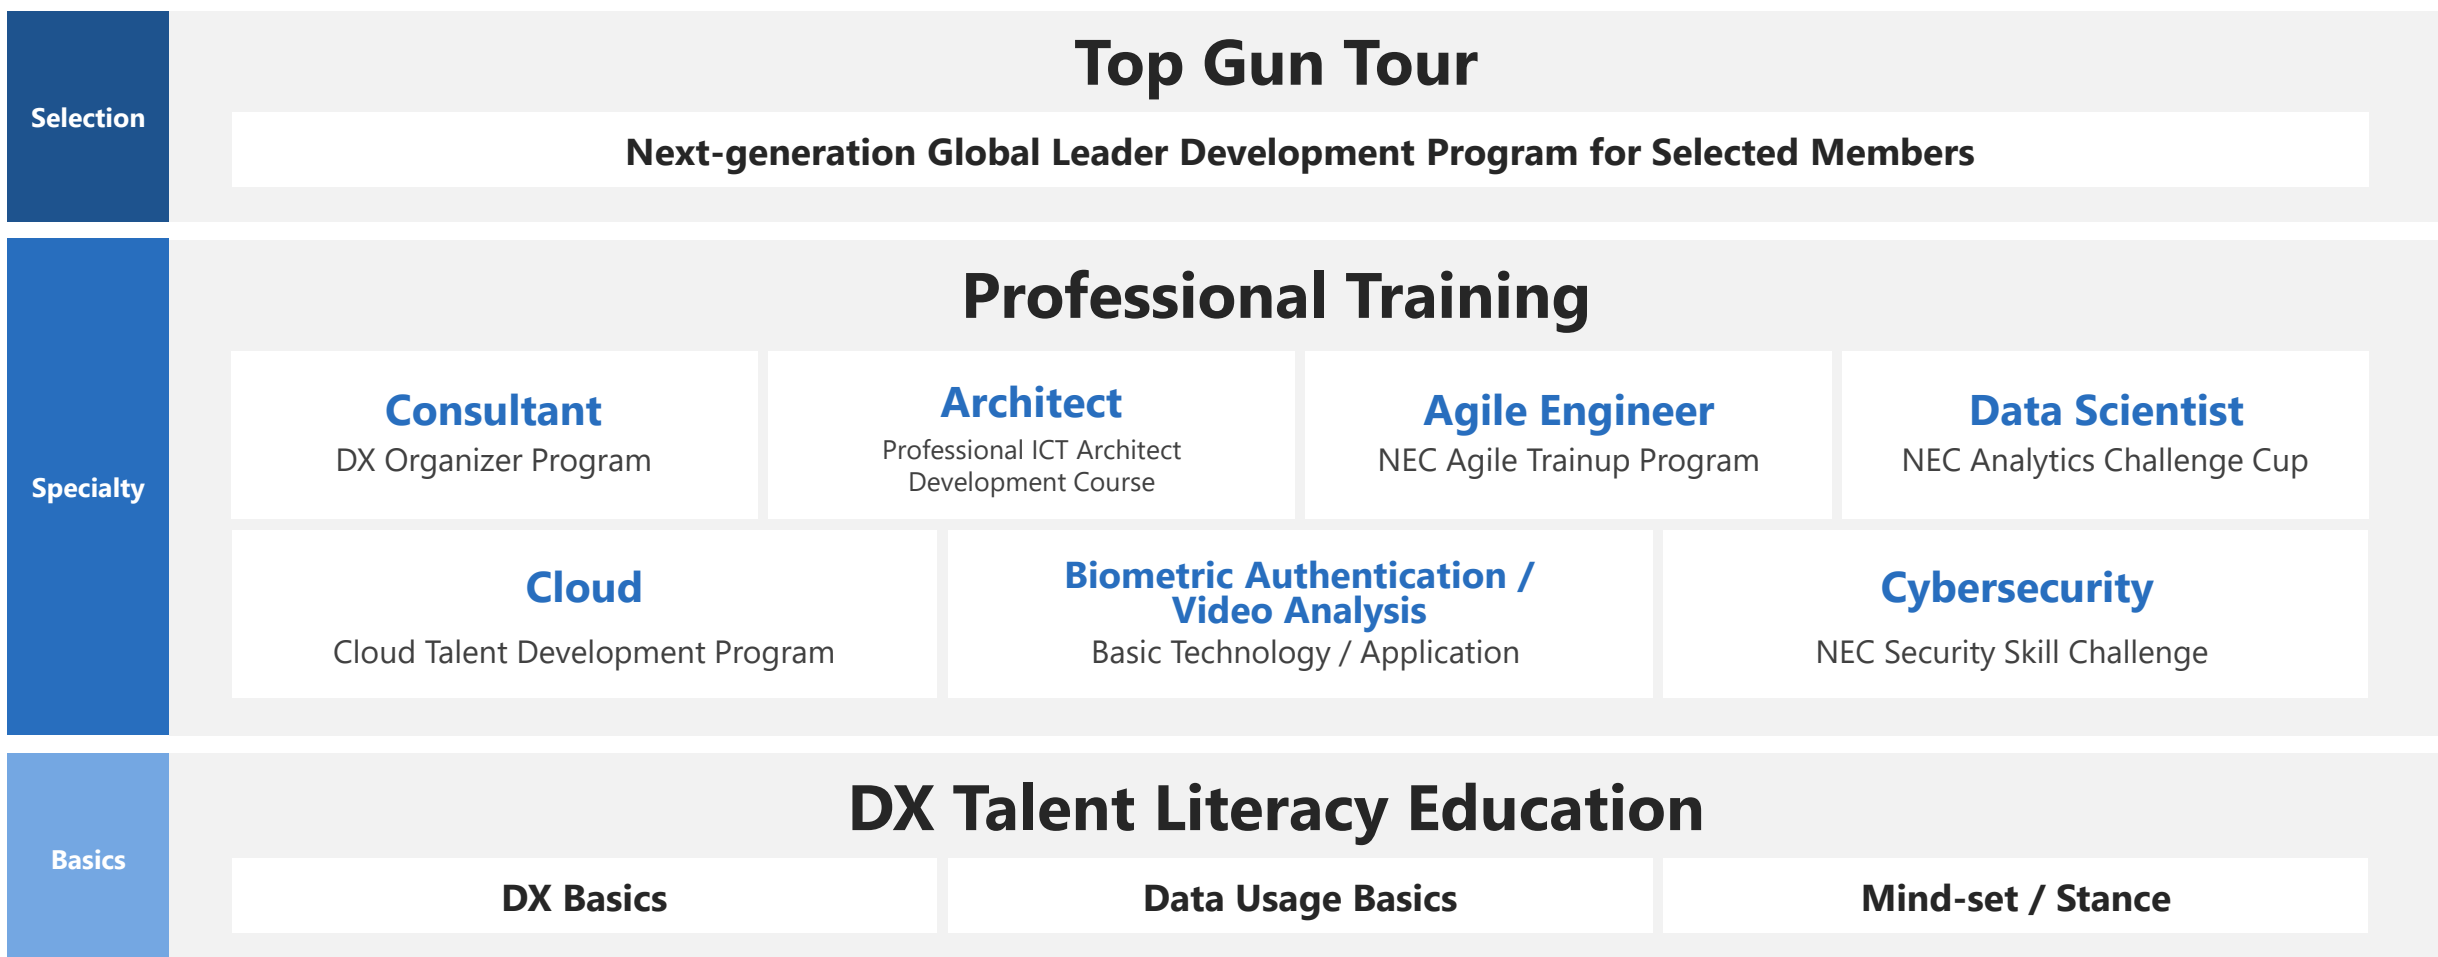 Selection
Top Gun Tour
Next-generation Global Leader Development Program for Selected Members
Specialty
Professional Training
Consultant
DX Organizer Program
Architect
Professional ICT Architect
Development Course
Agile Engineer
NEC Agile Trainup Program
Data Scientist
NEC Analytics Challenge Cup
Cloud
Cloud Talent Development Program
Biometric Authentication /
Video Analysis
Basic Technology / Application
Cybersecurity
NEC Security Skill Challenge
Basics
DX Talent Literacy Education
DX Basics
Data Usage Basics
Mind-set / Stance